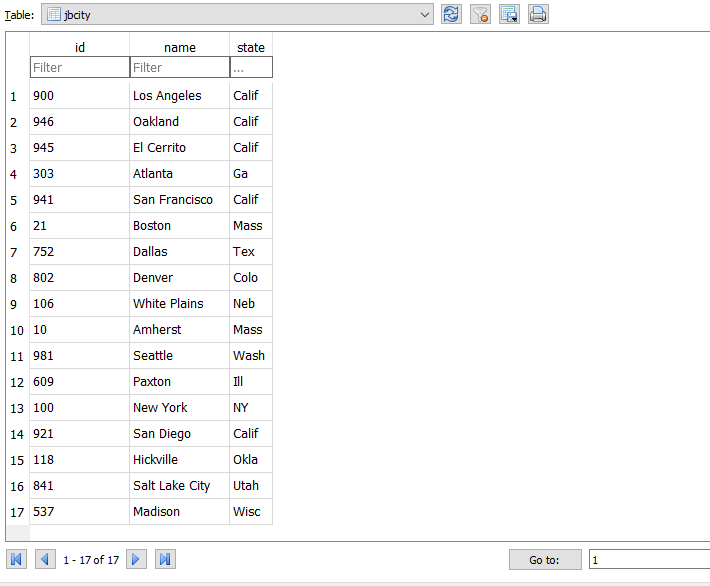 Table: jbcity
id name state
Filter Filter ...
1 900 Los Angeles Calif
2 946 Oakland Calif
3 945 El Cerrito Calif
4 303 Atlanta Ga
5 941 San Francisco Calif
6 21 Boston Mass
7 752 Dallas Tex
8 802 Denver Colo
9 106 White Plains Neb
10 10 Amherst Mass
11 981 Seattle Wash
12 609 Paxton Ill
13 100 New York NY
14 921 San Diego Calif
15 118 Hickville Okla
16 841 Salt Lake City Utah
17 537 Madison Wisc
1 - 17 of 17 Go to: 1